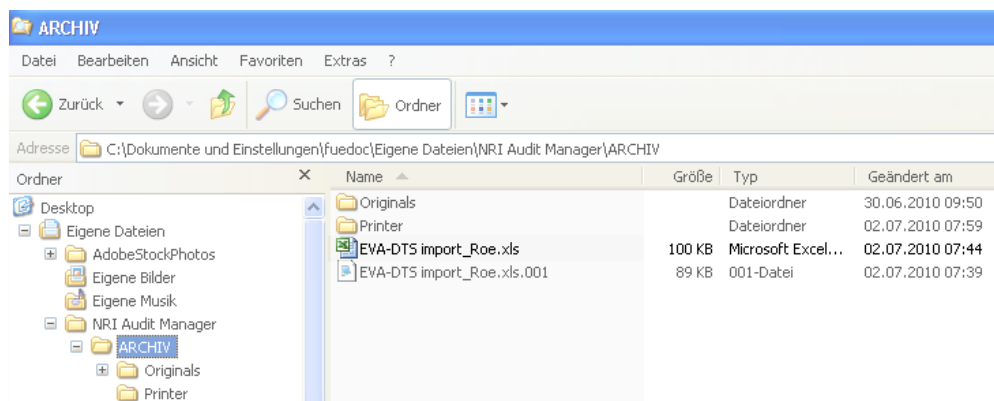 ARCHIV
Datei Bearbeiten Ansicht Favoriten Extras ?
Zurück Suchen Ordner
Adresse C:\Dokumente und Einstellungen\fuedoc\Eigene Dateien\NRI Audit Manager\ARCHIV
Ordner Name Größe Typ Geändert am
Desktop Originals Dateiordner 30.06.2010 09:50
Eigene Dateien Printer Dateiordner 02.07.2010 07:59
AdobeStockPhotos EVA-DTS import_Roe.xls 100 KB Microsoft Excel... 02.07.2010 07:44
Eigene Bilder EVA-DTS import_Roe.xls.001 89 KB 001-Datei 02.07.2010 07:39
Eigene Musik
NRI Audit Manager
ARCHIV
Originals
Printer